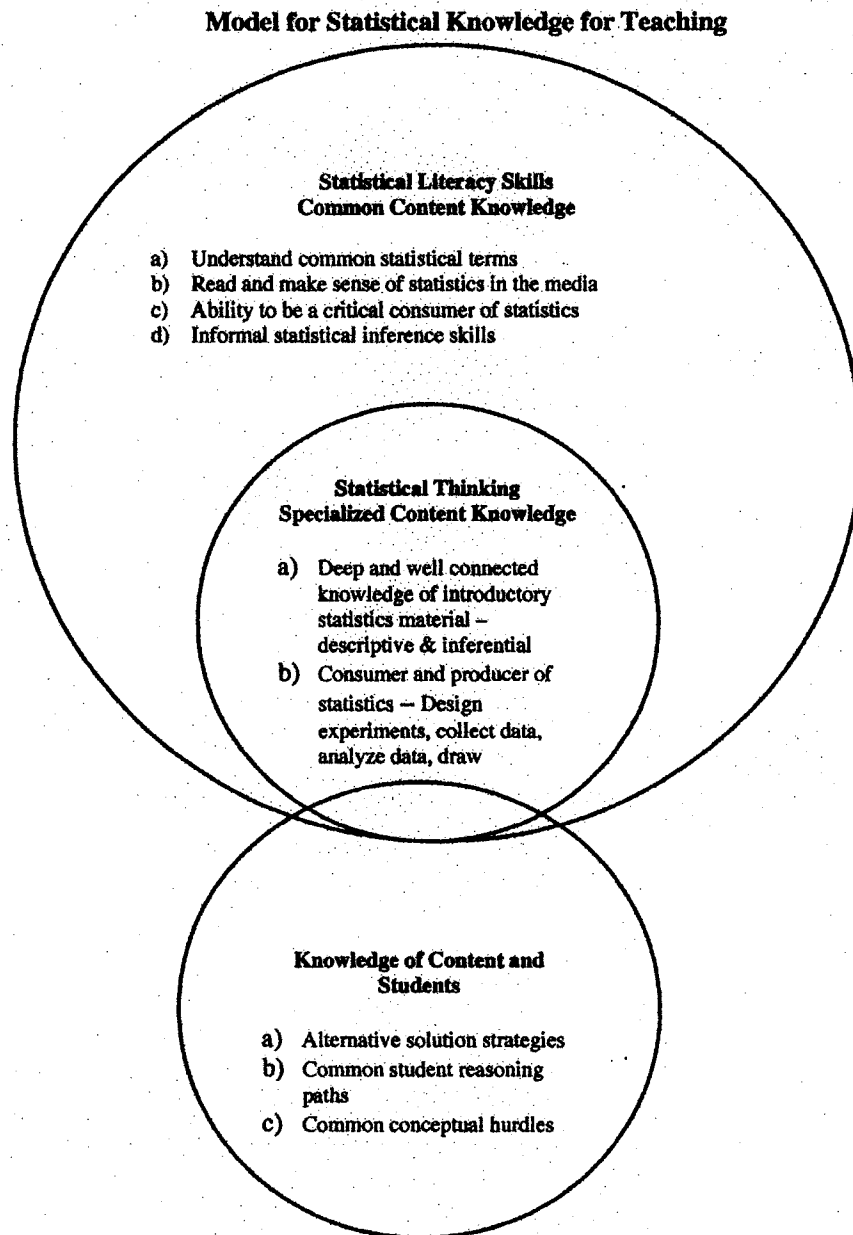 Model for Statistical Knowledge for Teaching
Statistical Literacy Skills
Common Content Knowledge
a) Understand common statistical terms
b) Read and make sense of statistics in the media
c) Ability to be a critical consumer of statistics
d) Informal statistical inference skills
Statistical Thinking
Specialized Content Knowledge
a) Deep and well connected
knowledge of introductory
statistics material –
descriptive & inferential
b) Consumer and producer of
statistics – Design
experiments, collect data,
analyze data, draw
Knowledge of Content and
Students
a) Alternative solution strategies
b) Common student reasoning
paths
c) Common conceptual hurdles